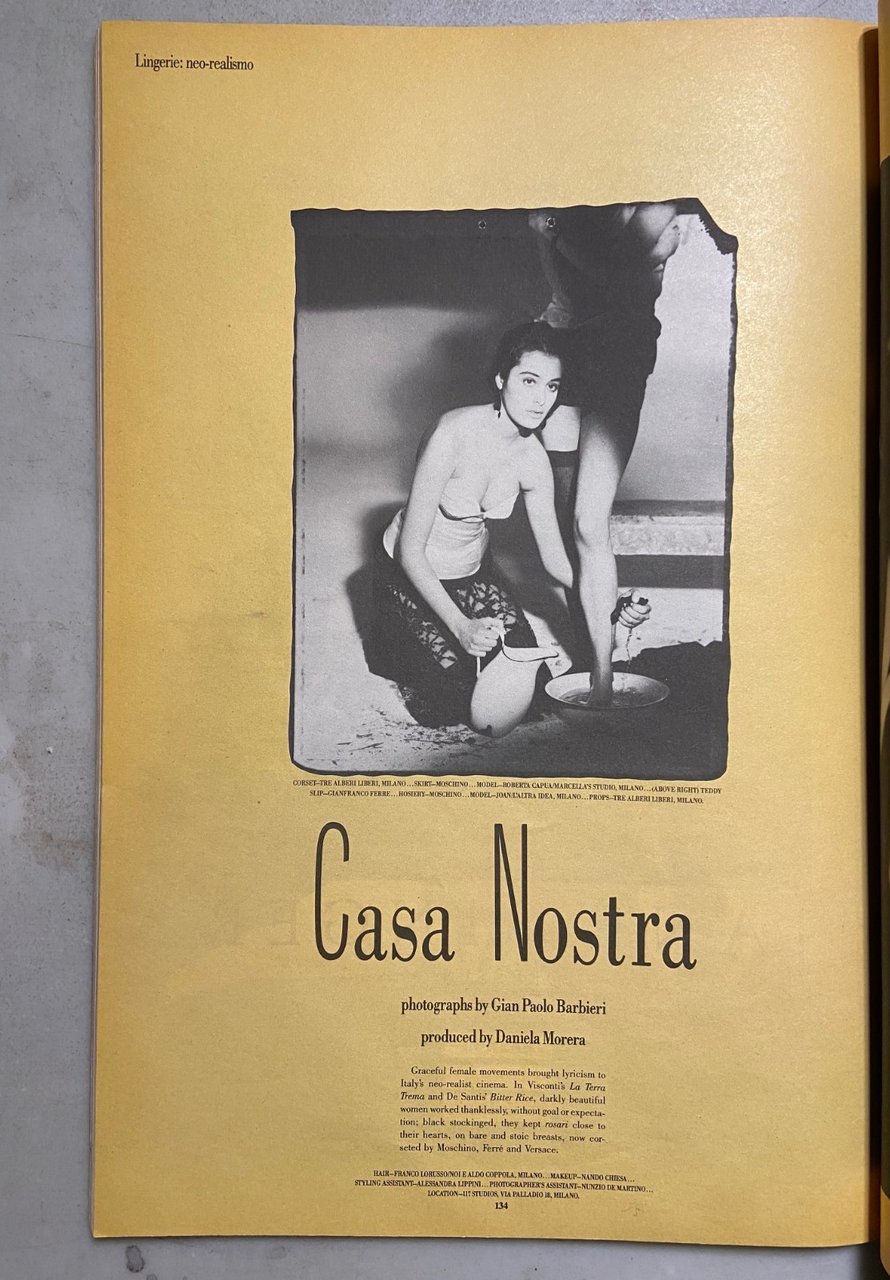 Lingerie: neo-realismo
CORSET–TRE ALBERI LIBERI, MILANO...SKIRT–MOSCHINO...MODEL–ROBERTA CAPUA/MARCELLA'S STUDIO, MILANO...(ABOVE RIGHT) TEDDY
SLIP–GIANFRANCO FERRE...HOSIERY–MOSCHINO...MODEL–JOAN/L'ALTRA IDEA, MILANO...PROPS–TRE ALBERI LIBERI, MILANO.
Casa Nostra
photographs by Gian Paolo Barbieri
produced by Daniela Morera
Graceful female movements brought lyricism to
Italy's neo-realist cinema. In Visconti's La Terra
Trema and De Santis' Bitter Rice, darkly beautiful
women worked thanklessly, without goal or expecta-
tion; black stockinged, they kept rosari close to
their hearts, on bare and stoic breasts, now cor-
seted by Moschino, Ferré and Versace.
HAIR–FRANCO LORUSSO/NOI E ALDO COPPOLA, MILANO...MAKEUP–NANDO CHIESA...
STYLING ASSISTANT–ALESSANDRA LIPPINI...PHOTOGRAPHER'S ASSISTANT–NUNZIO DE MARTINO...
LOCATION–117 STUDIOS, VIA PALLADIO 18, MILANO.
134